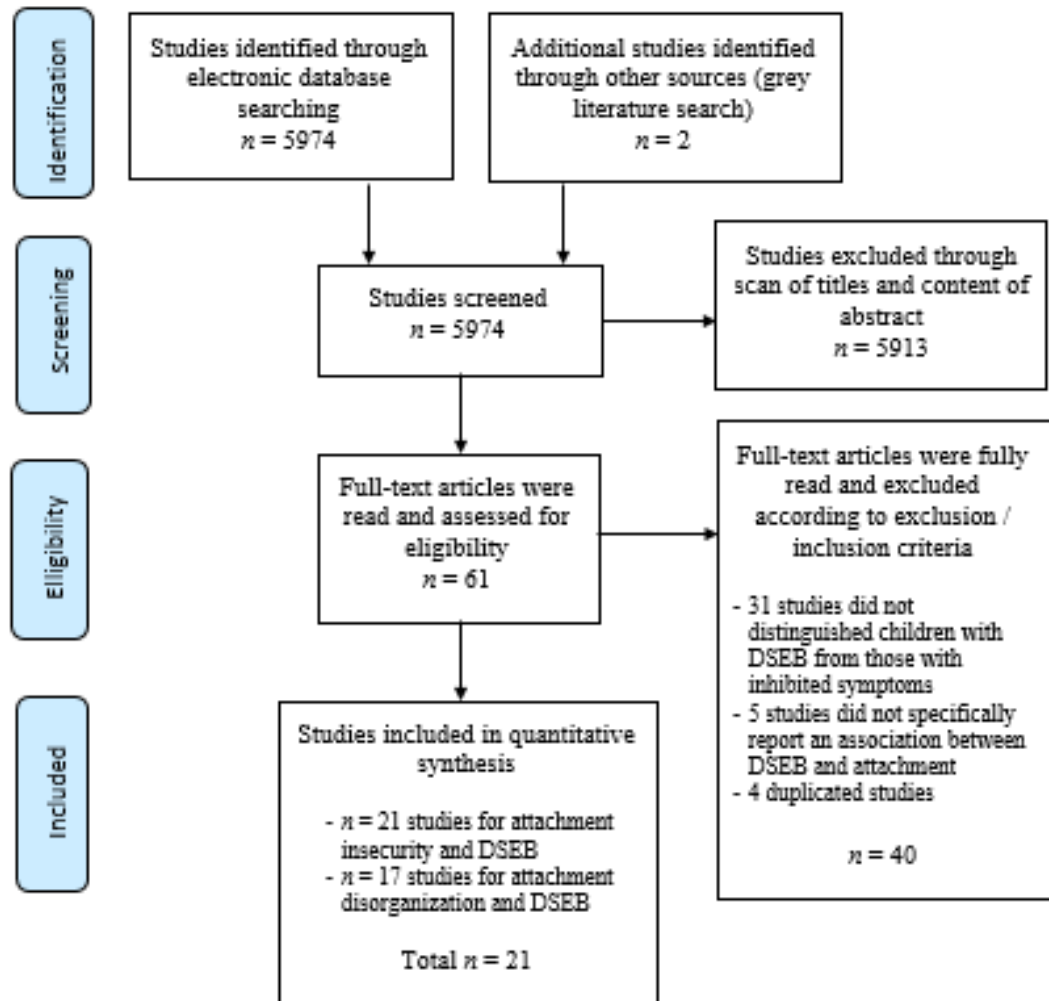 Identification
Studies identified through
electronic database
searching
n = 5974
Additional studies identified
through other sources (grey
literature search)
n = 2
Screening
Studies screened
n = 5974
Studies excluded through
scan of titles and content of
abstract
n = 5913
Elligibility
Full-text articles were
read and assessed for
eligibility
n = 61
Full-text articles were fully
read and excluded
according to exclusion /
inclusion criteria
- 31 studies did not
distinguished children with
DSEB from those with
inhibited symptoms
- 5 studies did not specifically
report an association between
DSEB and attachment
- 4 duplicated studies
n = 40
Included
Studies included in quantitative
synthesis
- n = 21 studies for attachment
insecurity and DSEB
- n = 17 studies for attachment
disorganization and DSEB
Total n = 21